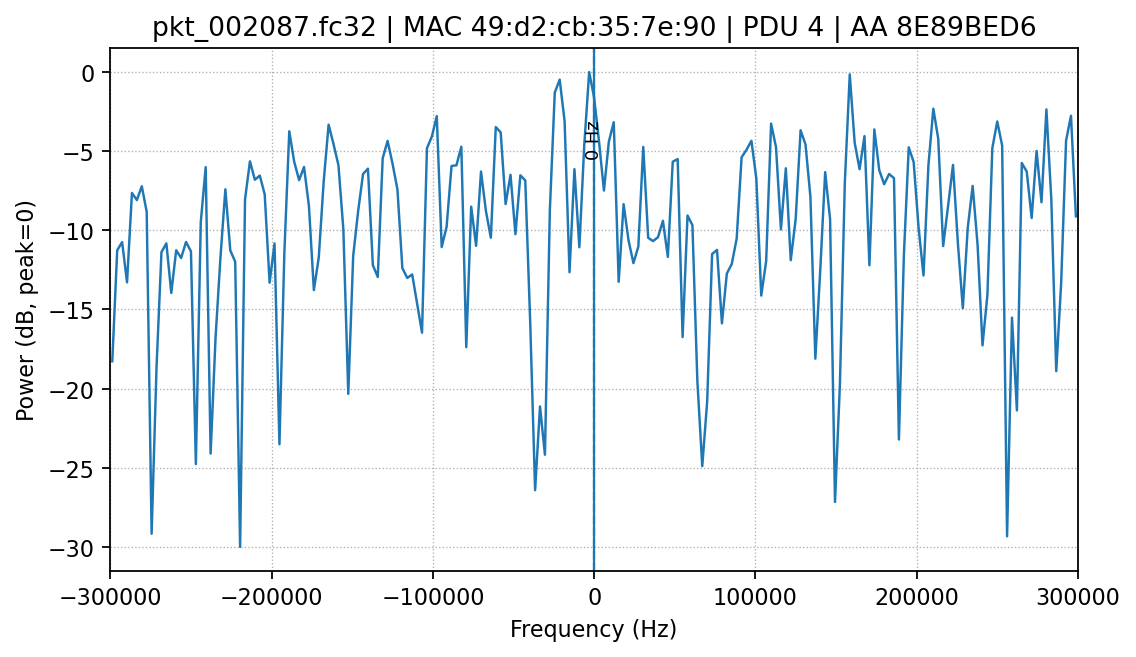 pkt_002087.fc32 | MAC 49:d2:cb:35:7e:90 | PDU 4 | AA 8E89BED6
Power (dB, peak=0)
0
−5
−10
−15
−20
−25
−30
0 Hz
−300000 −200000 −100000 0 100000 200000 300000
Frequency (Hz)